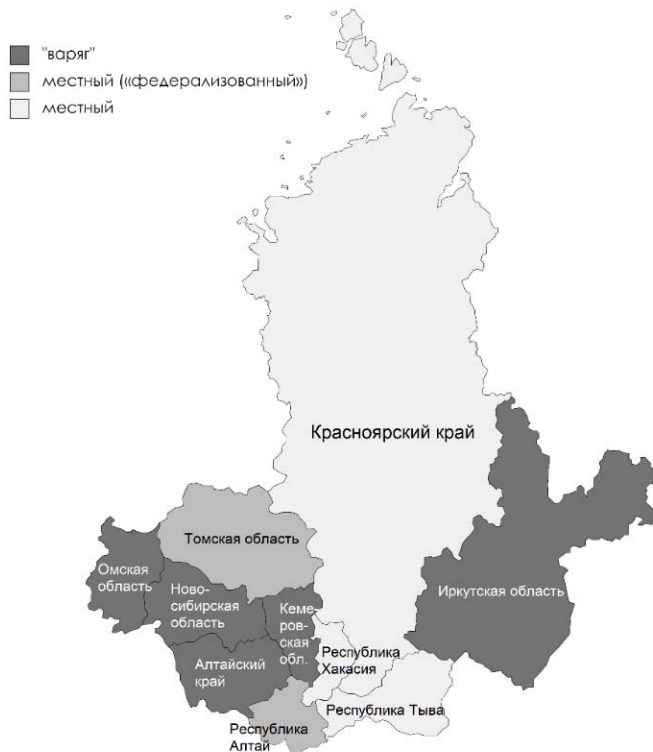 "варяг"
местный («федерализованный»)
местный
Красноярский край
Томская область
Омская
область
Ново-
сибирская
область
Кеме-
ров-
ская
обл.
Иркутская область
Алтайский
край
Республика
Хакасия
Республика Тыва
Республика
Алтай